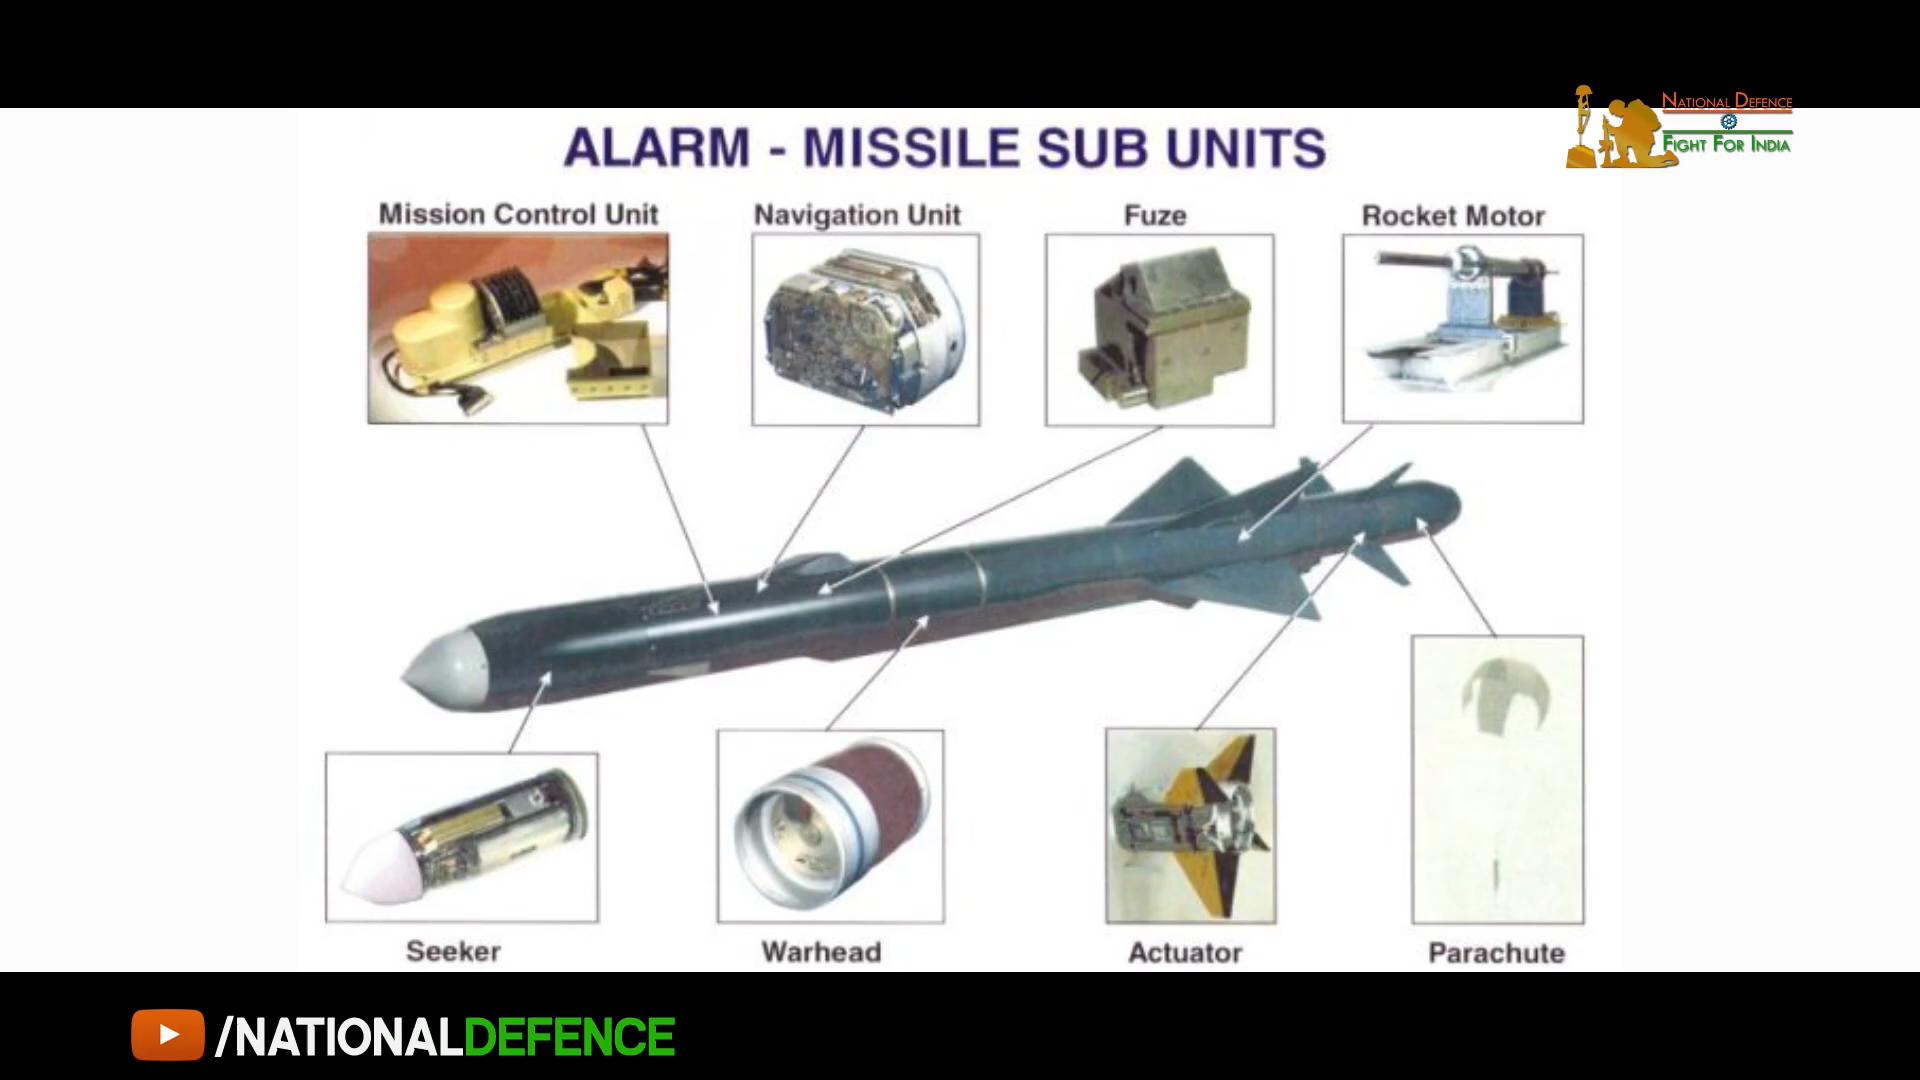 NATIONAL DEFENCE
FIGHT FOR INDIA
ALARM - MISSILE SUB UNITS
Mission Control Unit
Navigation Unit
Fuze
Rocket Motor
Seeker
Warhead
Actuator
Parachute
/NATIONALDEFENCE